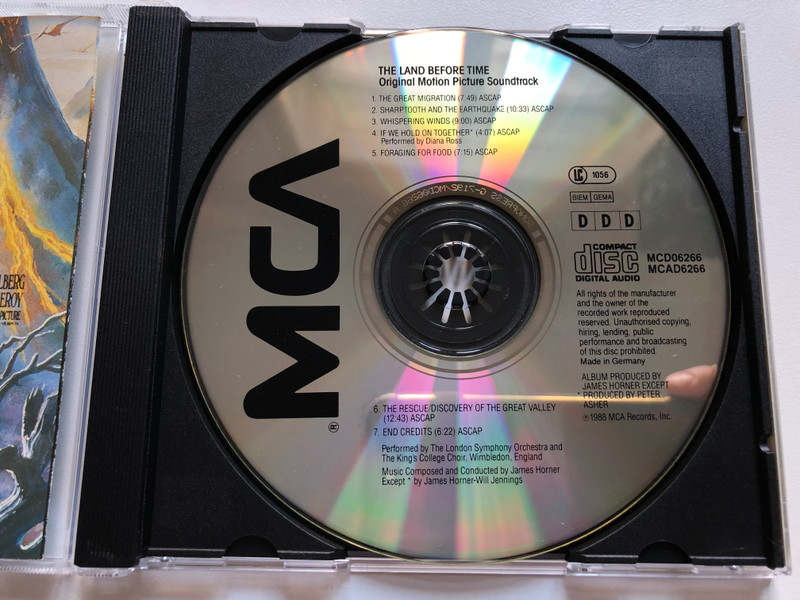 LBERG
EROY
PICTURE
MCA
®
THE LAND BEFORE TIME
Original Motion Picture Soundtrack
1. THE GREAT MIGRATION (7:49) ASCAP
2. SHARPTOOTH AND THE EARTHQUAKE (10:33) ASCAP
3. WHISPERING WINDS (9:00) ASCAP
4. IF WE HOLD ON TOGETHER* (4:07) ASCAP
Performed by Diana Ross
5. FORAGING FOR FOOD (7:15) ASCAP
LC 1056
BIEM GEMA
D D D
COMPACT
disc
DIGITAL AUDIO
MCD06266
MCAD6266
All rights of the manufacturer
and the owner of the
recorded work reproduced
reserved. Unauthorised copying,
hiring, lending, public
performance and broadcasting
of this disc prohibited.
Made in Germany
ALBUM PRODUCED BY
JAMES HORNER EXCEPT
* PRODUCED BY PETER
ASHER
℗1988 MCA Records, Inc.
6. THE RESCUE/DISCOVERY OF THE GREAT VALLEY
(12:43) ASCAP
7. END CREDITS (6:22) ASCAP
Performed by The London Symphony Orchestra and
The King's College Choir, Wimbledon, England
Music Composed and Conducted by James Horner
Except * by James Horner-Will Jennings